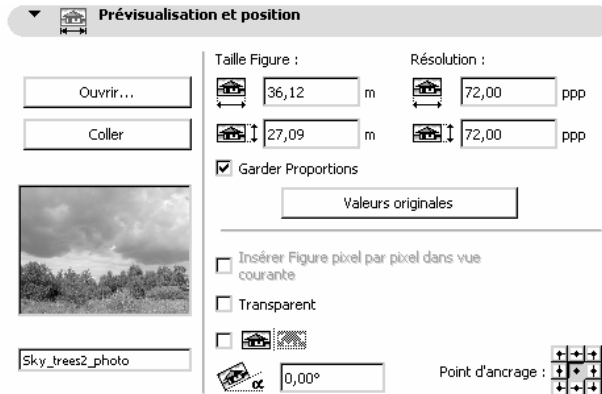 Prévisualisation et position
Taille Figure :
Résolution :
Ouvrir...
36,12 m
72,00 ppp
Coller
27,09 m
72,00 ppp
Garder Proportions
Valeurs originales
Insérer Figure pixel par pixel dans vue
courante
Transparent
Sky_trees2_photo
α 0,00°
Point d'ancrage :